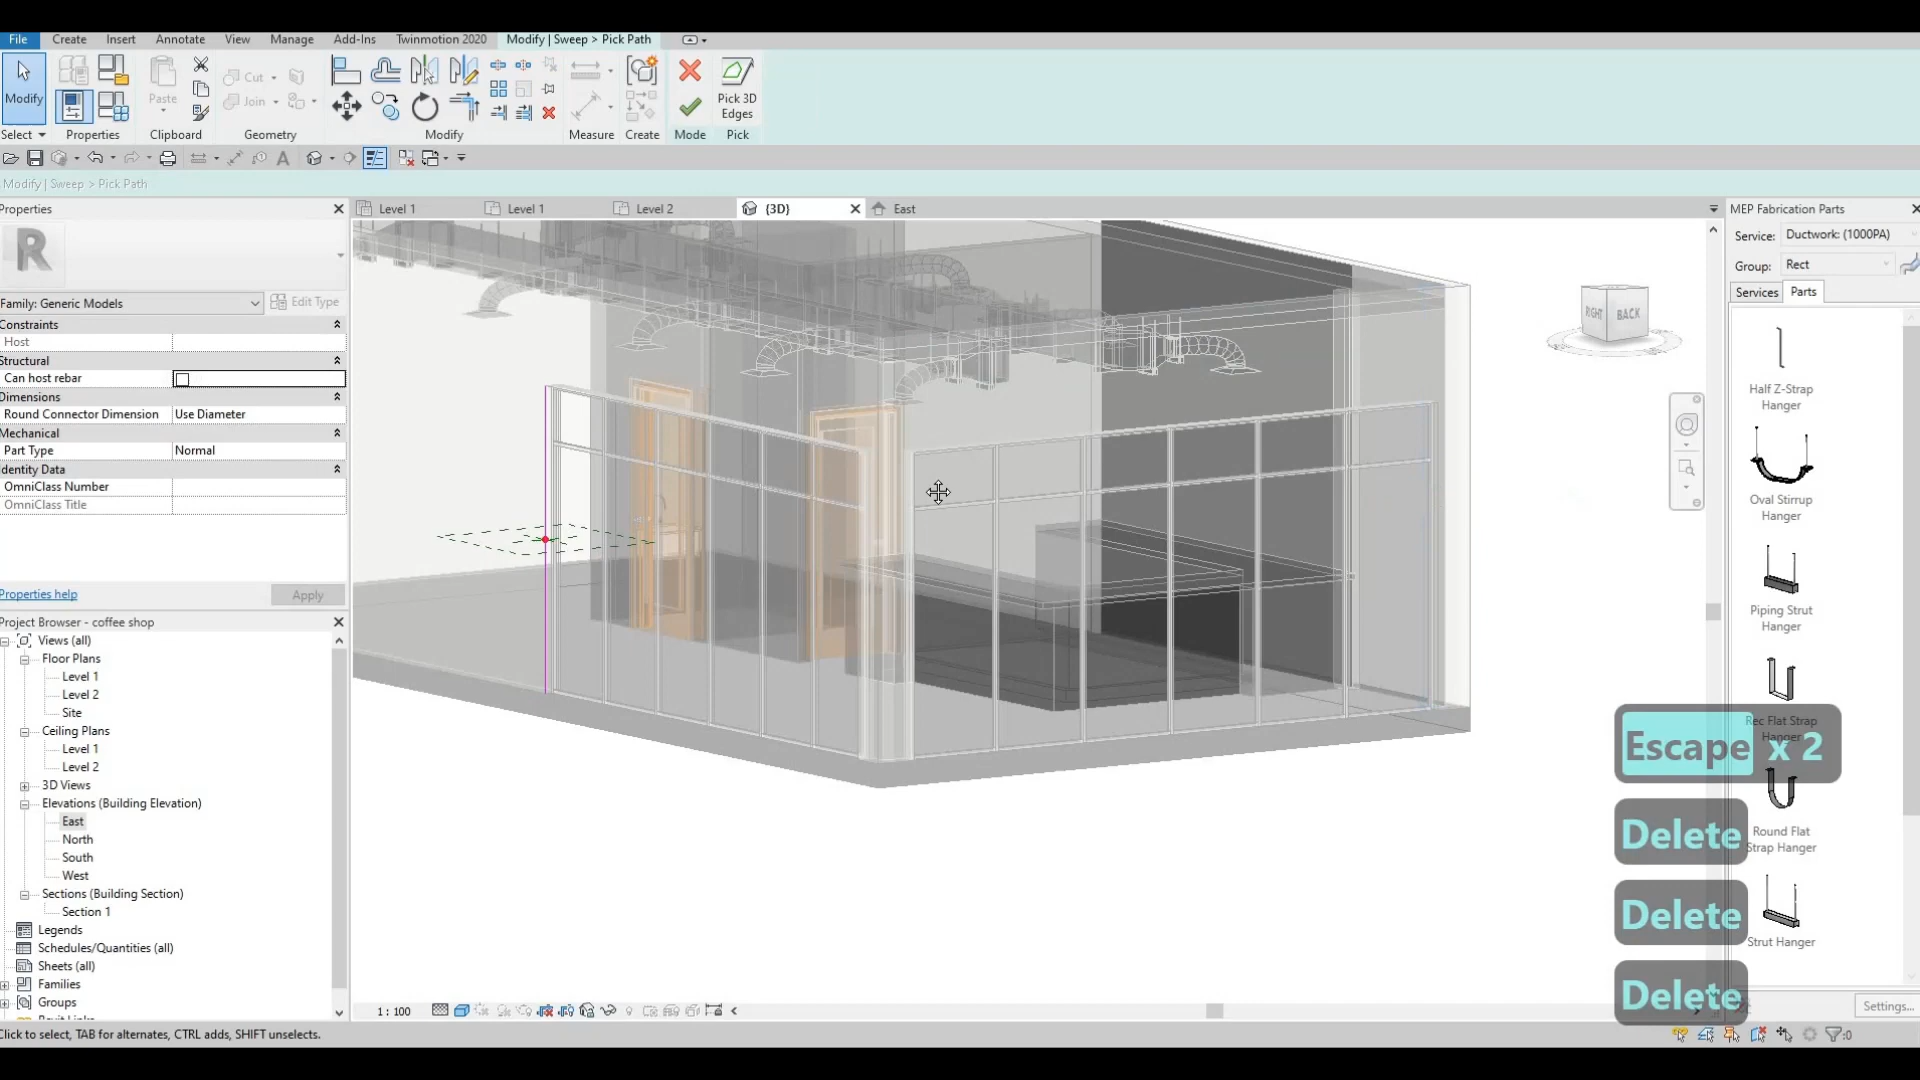 File Create Insert Annotate View Manage Add-Ins Twinmotion 2020 Modify | Sweep > Pick Path
Modify
Paste
Cut
Join
Pick 3D
Edges
Select Properties Clipboard Geometry Modify Measure Create Mode Pick
Modify | Sweep > Pick Path
Properties
Level 1 Level 1 Level 2 {3D} East
MEP Fabrication Parts
R
Service: Ductwork: (1000PA)
Group: Rect
Services Parts
Family: Generic Models Edit Type
Constraints
Host
Structural
Can host rebar
Dimensions
Round Connector Dimension Use Diameter
Mechanical
Part Type Normal
Identity Data
OmniClass Number
OmniClass Title
Properties help Apply
Project Browser - coffee shop
Views (all)
Floor Plans
Level 1
Level 2
Site
Ceiling Plans
Level 1
Level 2
3D Views
Elevations (Building Elevation)
East
North
South
West
Sections (Building Section)
Section 1
Legends
Schedules/Quantities (all)
Sheets (all)
Families
Groups
RIGHT BACK
Half Z-Strap
Hanger
Oval Stirrup
Hanger
Piping Strut
Hanger
Rec Flat Strap
Hanger
Round Flat
Strap Hanger
Strut Hanger
Settings...
Escape x 2
Delete
Delete
Delete
1 : 100
Click to select, TAB for alternates, CTRL adds, SHIFT unselects.
:0